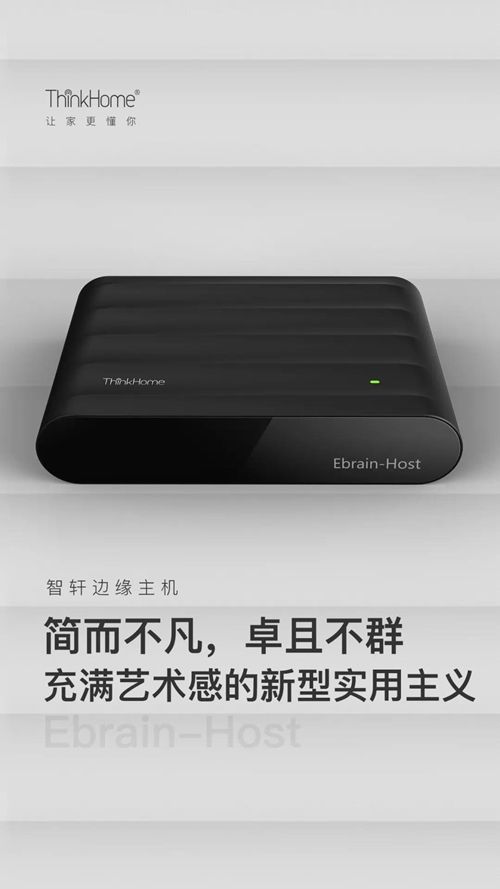 ThinkHome®
让家更懂你
ThinkHome
Ebrain-Host
智轩边缘主机
简而不凡，卓且不群
充满艺术感的新型实用主义
Ebrain-Host